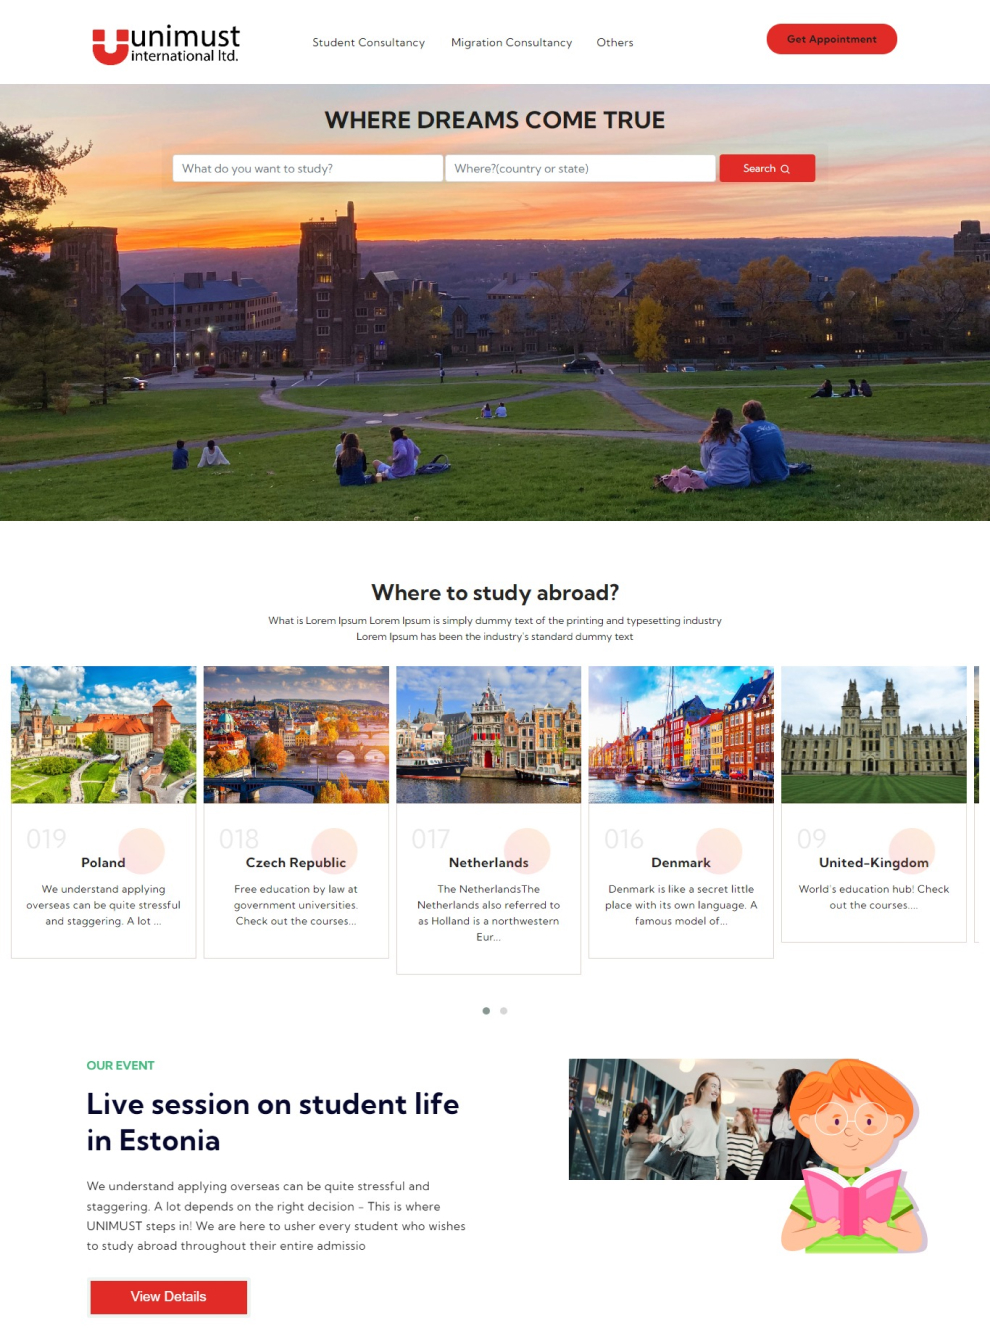 unimust
international ltd.
Student Consultancy
Migration Consultancy
Others
Get Appointment
WHERE DREAMS COME TRUE
What do you want to study?
Where?(country or state)
Search
Where to study abroad?
What is Lorem Ipsum Lorem Ipsum is simply dummy text of the printing and typesetting industry
Lorem Ipsum has been the industry's standard dummy text
019
Poland
We understand applying
overseas can be quite stressful
and staggering. A lot ...
018
Czech Republic
Free education by law at
government universities.
Check out the courses...
017
Netherlands
The NetherlandsThe
Netherlands also referred to
as Holland is a northwestern
Eur...
016
Denmark
Denmark is like a secret little
place with its own language. A
famous model of...
09
United-Kingdom
World's education hub! Check
out the courses....
OUR EVENT
Live session on student life
in Estonia
We understand applying overseas can be quite stressful and
staggering. A lot depends on the right decision – This is where
UNIMUST steps in! We are here to usher every student who wishes
to study abroad throughout their entire admissio
View Details